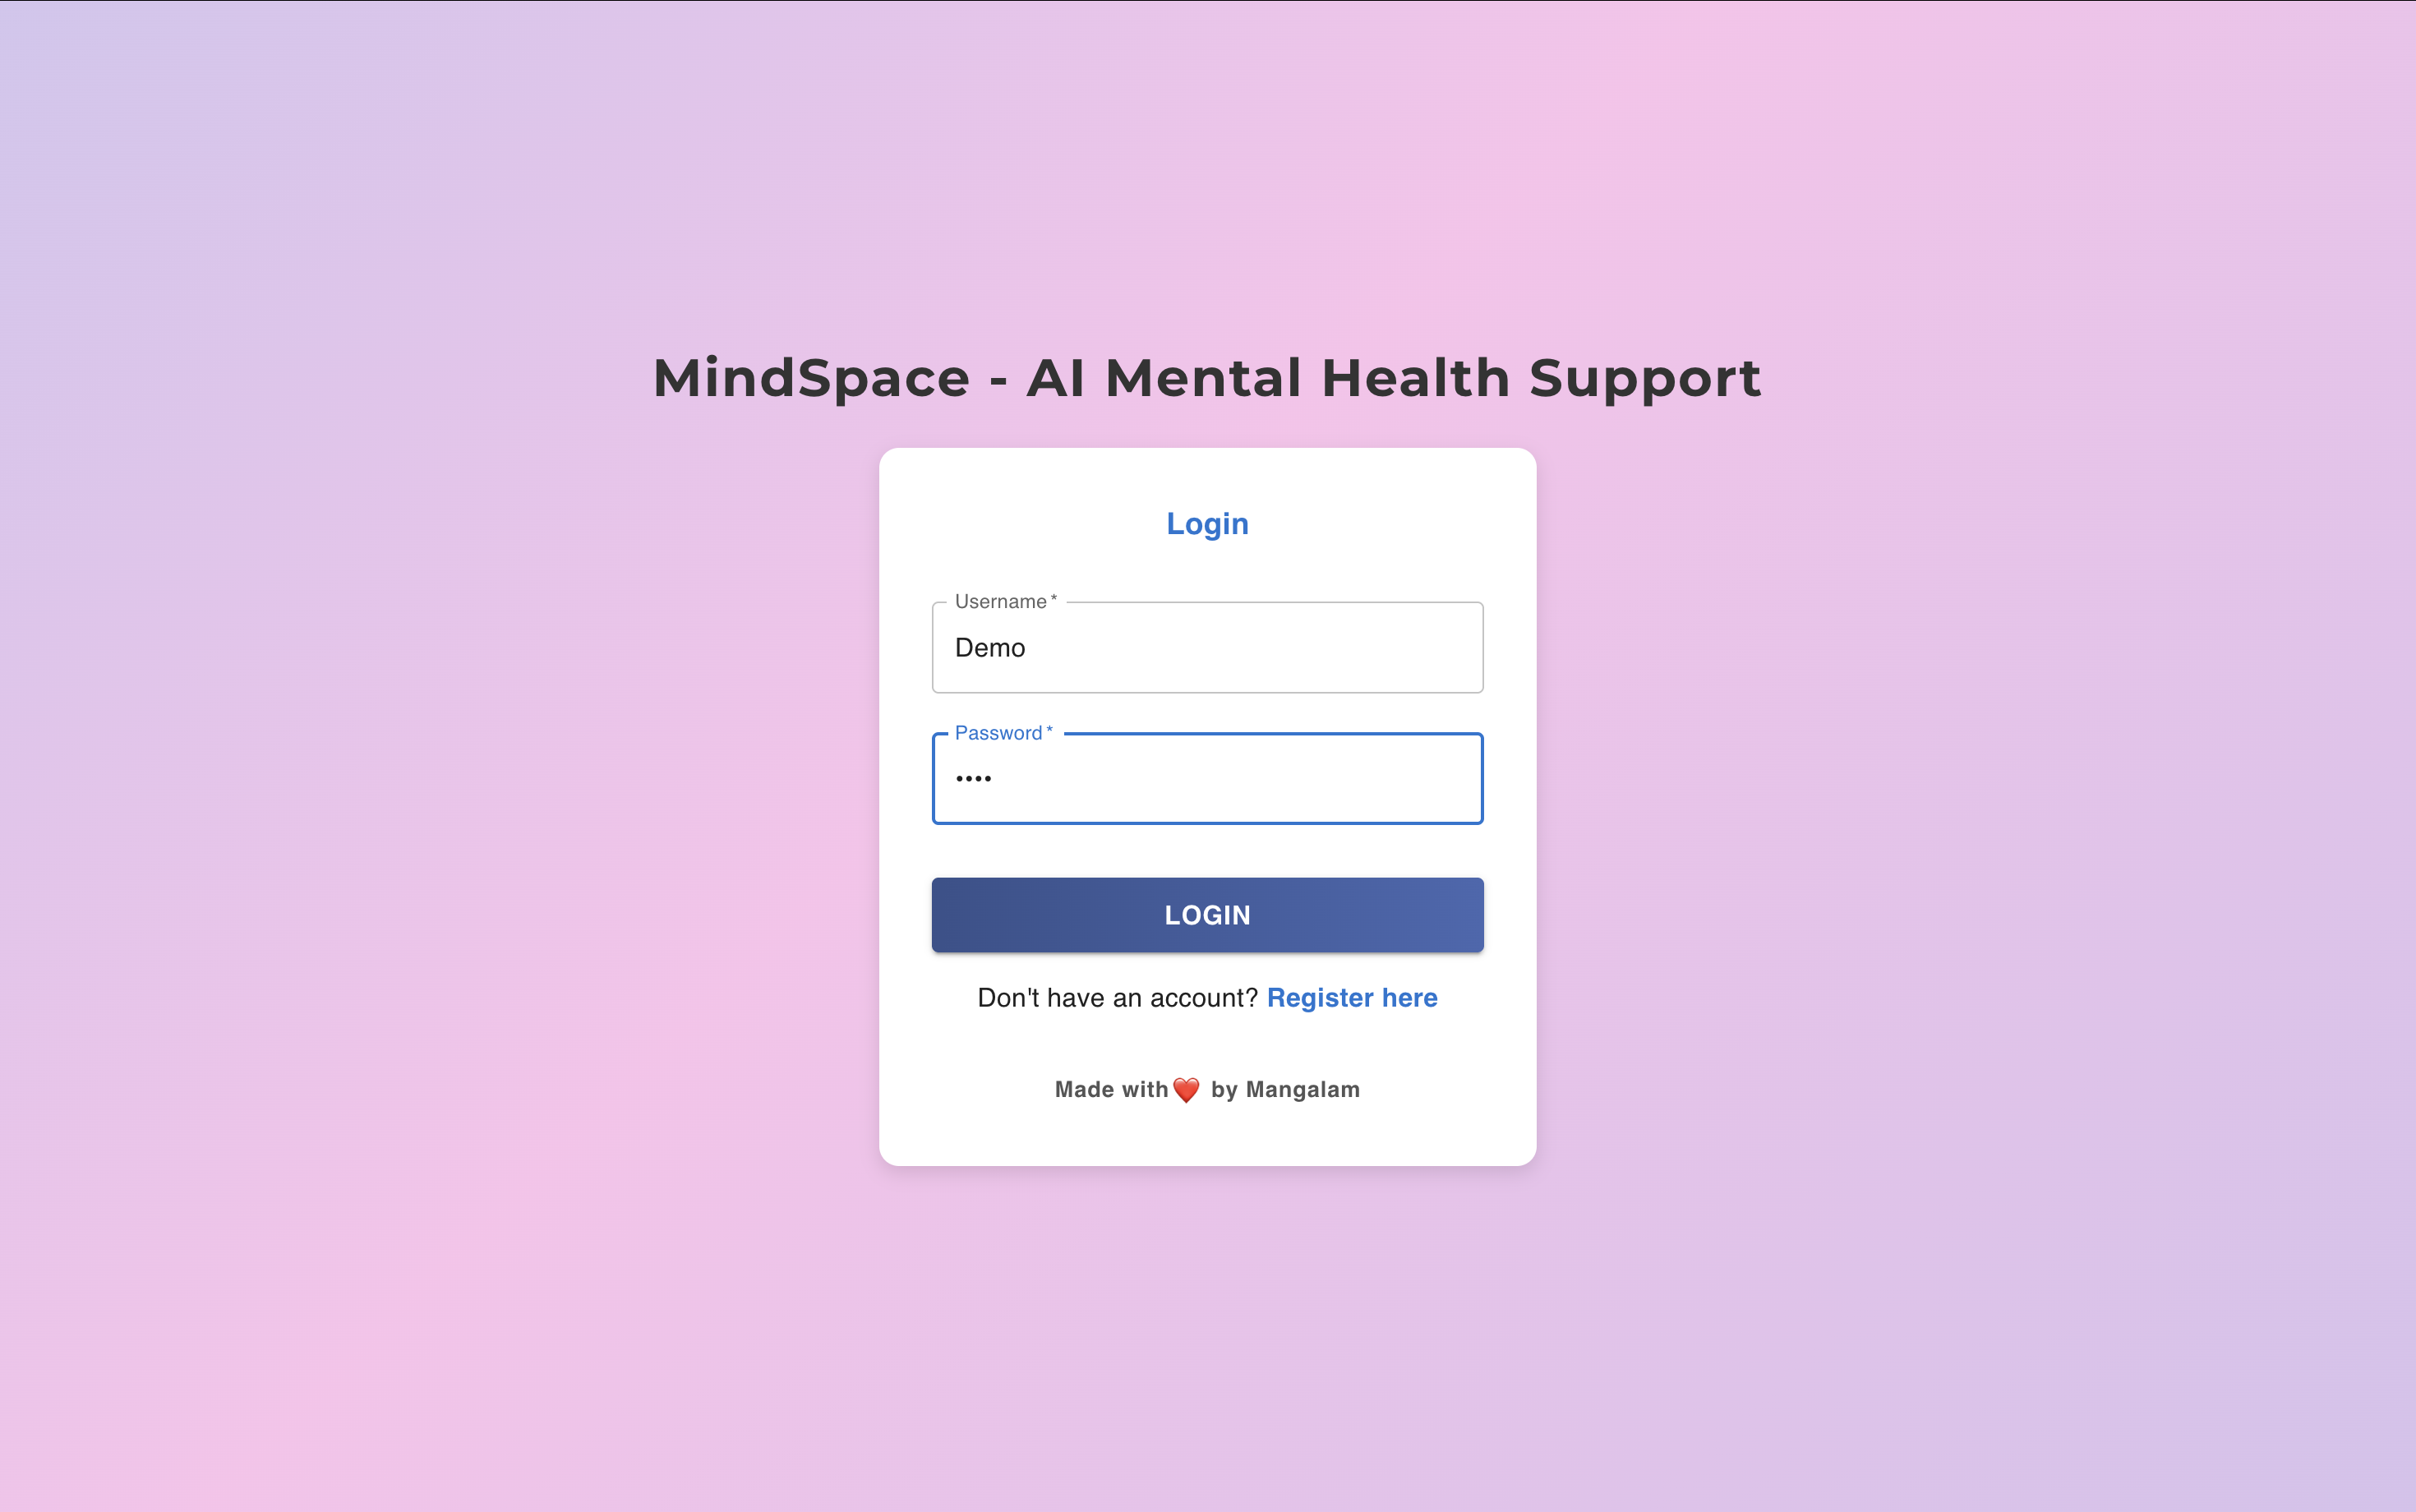 MindSpace - AI Mental Health Support
Login
Username *
Demo
Password *
••••
LOGIN
Don't have an account? Register here
Made with❤️ by Mangalam